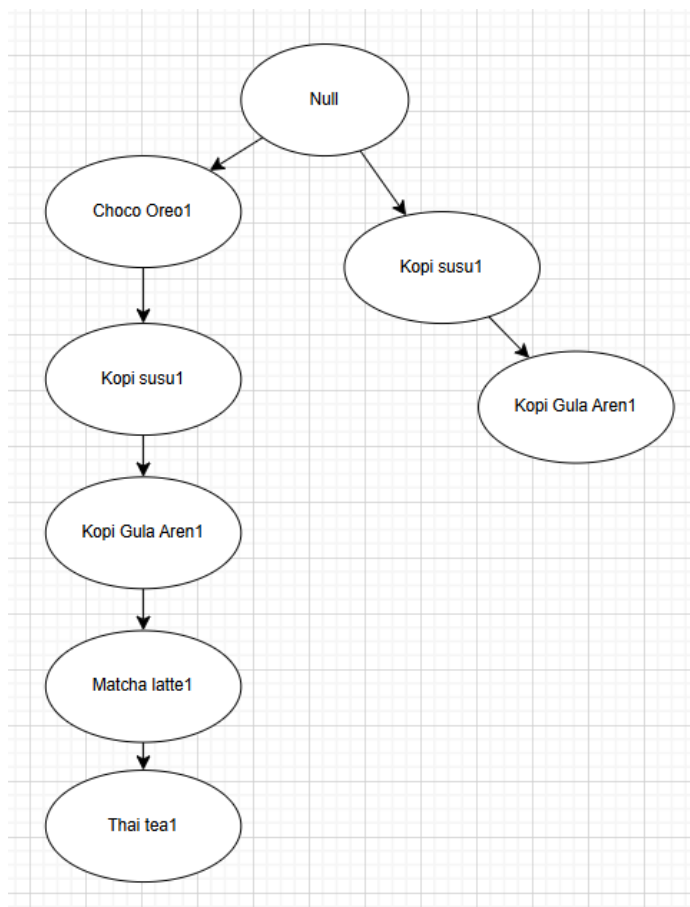 Null
Choco Oreo1
Kopi susu1
Kopi susu1
Kopi Gula Aren1
Kopi Gula Aren1
Matcha latte1
Thai tea1